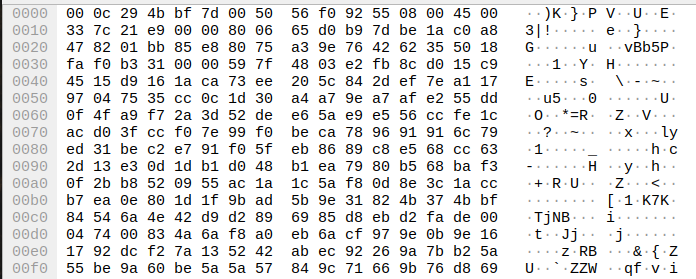 0000 00 0c 29 4b bf 7d 00 50 56 f0 92 55 08 00 45 00 ··)K·}·P V··U··E·
0010 33 7c 21 e9 00 00 80 06 65 d0 b9 7d be 1a c0 a8 3|!····· e··}····
0020 47 82 01 bb 85 e8 80 75 a3 9e 76 42 62 35 50 18 G······u ··vBb5P·
0030 fa f0 b3 31 00 00 59 7f 48 03 e2 fb 8c d0 15 c9 ···1··Y· H·······
0040 45 15 d9 16 1a ca 73 ee 20 5c 84 2d ef 7e a1 17 E·····s· \·-·~··
0050 97 04 75 35 cc 0c 1d 30 a4 a7 9e a7 af e2 55 dd ··u5···0 ······U·
0060 0f 4f a9 f7 2a 3d 52 de e6 5a e9 e5 56 cc fe 1c ·O··*=R· ·Z··V···
0070 ac d0 3f cc f0 7e 99 f0 be ca 78 96 91 91 6c 79 ··?··~·· ··x···ly
0080 ed 31 be c2 e7 91 f0 5f eb 86 89 c8 e5 68 cc 63 ·1·····_ ·····h·c
0090 2d 13 e3 0d 1d b1 d0 48 b1 ea 79 80 b5 68 ba f3 -······H ··y··h··
00a0 0f 2b b8 52 09 55 ac 1a 1c 5a f8 0d 8e 3c 1a cc ·+·R·U·· ·Z···<··
00b0 b7 ea 0e 80 1d 1f 9b ad 5b 9e 31 82 4b 37 4b bf ········ [·1·K7K·
00c0 84 54 6a 4e 42 d9 d2 89 69 85 d8 eb d2 fa de 00 ·TjNB··· i·······
00d0 04 74 00 83 4a 6a f8 a0 eb 6a cf 97 9e 0b 9e 16 ·t··Jj·· ·j······
00e0 17 92 dc f2 7a 13 52 42 ab ec 92 26 9a 7b b2 5a ····z·RB ···&·{·Z
00f0 55 be 9a 60 be 5a 5a 57 84 9c 71 66 9b 76 d8 69 U··`·ZZW ··qf·v·i